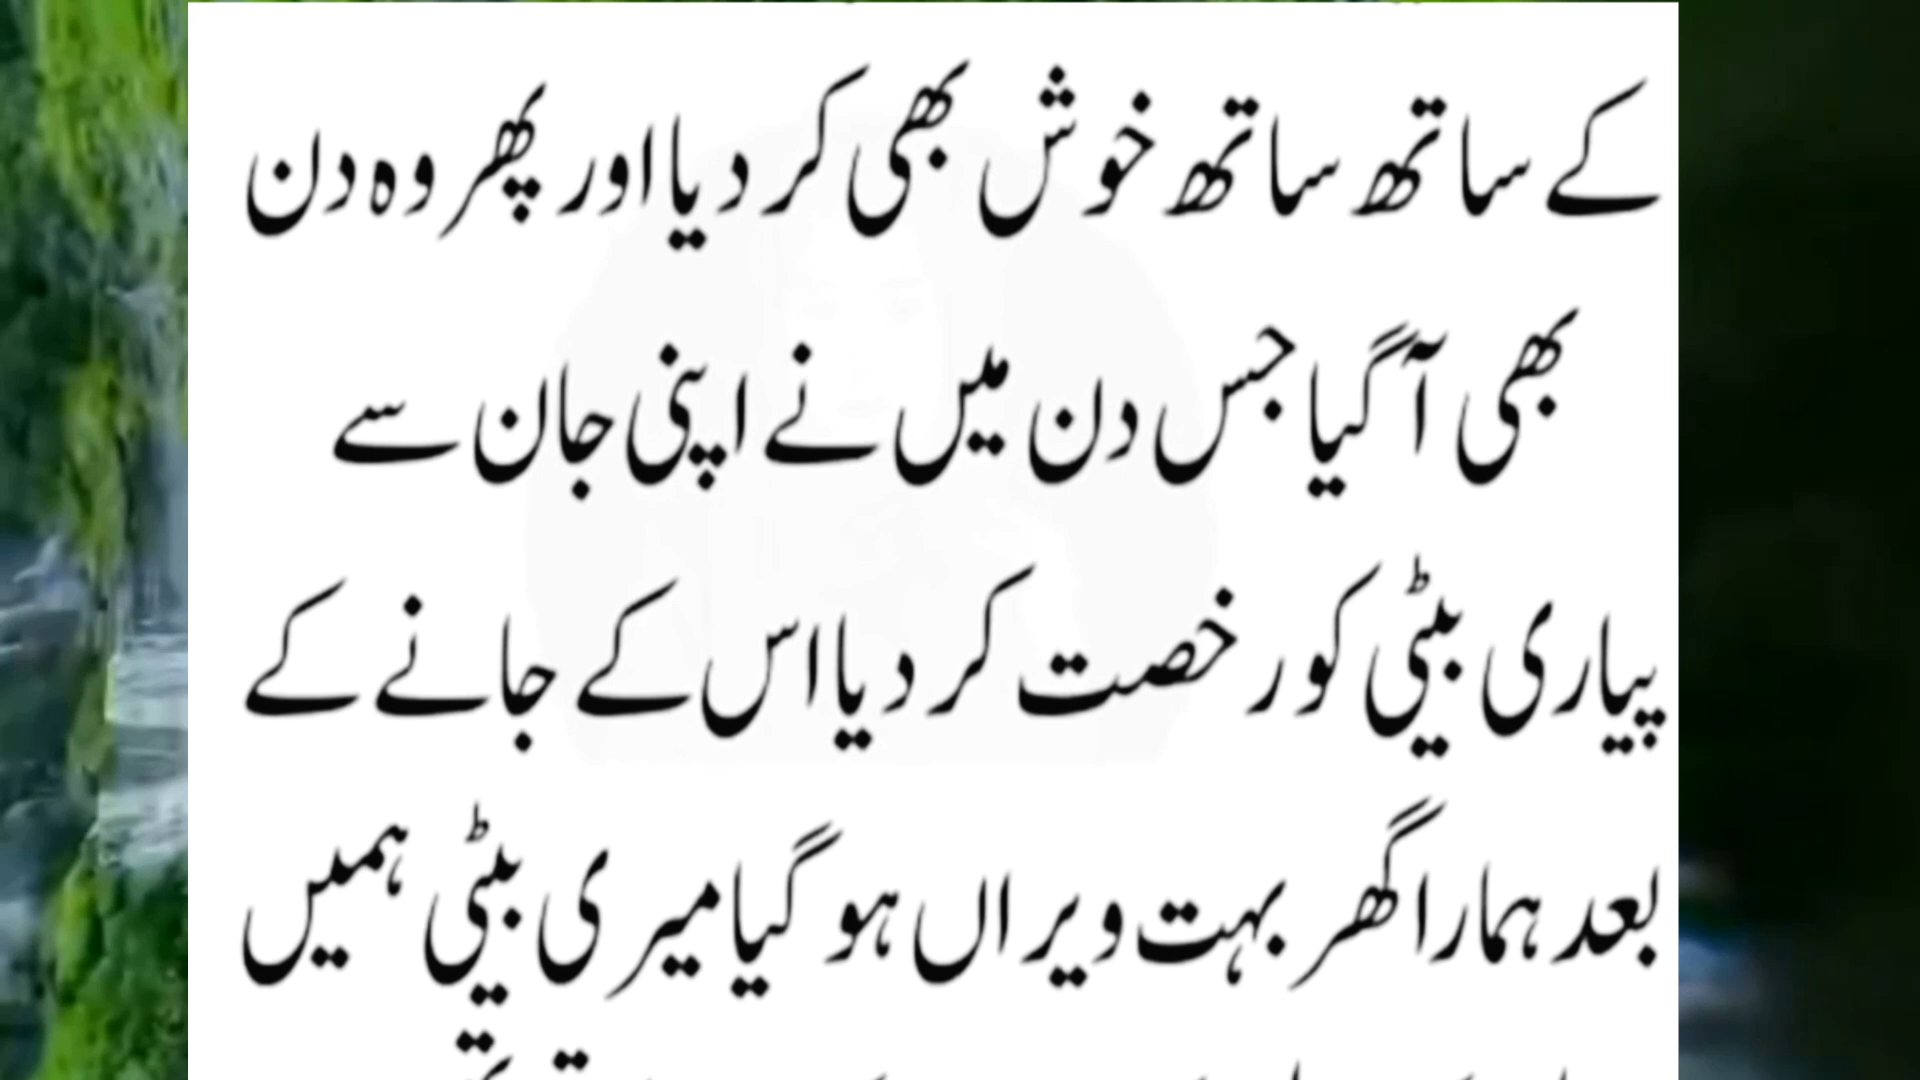 کے ساتھ ساتھ خوش بھی کر دیا اور پھر وہ دن
بھی آ گیا جس دن میں نے اپنی جان سے
پیاری بیٹی کو رخصت کر دیا اس کے جانے کے
بعد ہمارا گھر بہت ویراں ہو گیا میری بیٹی ہمیں